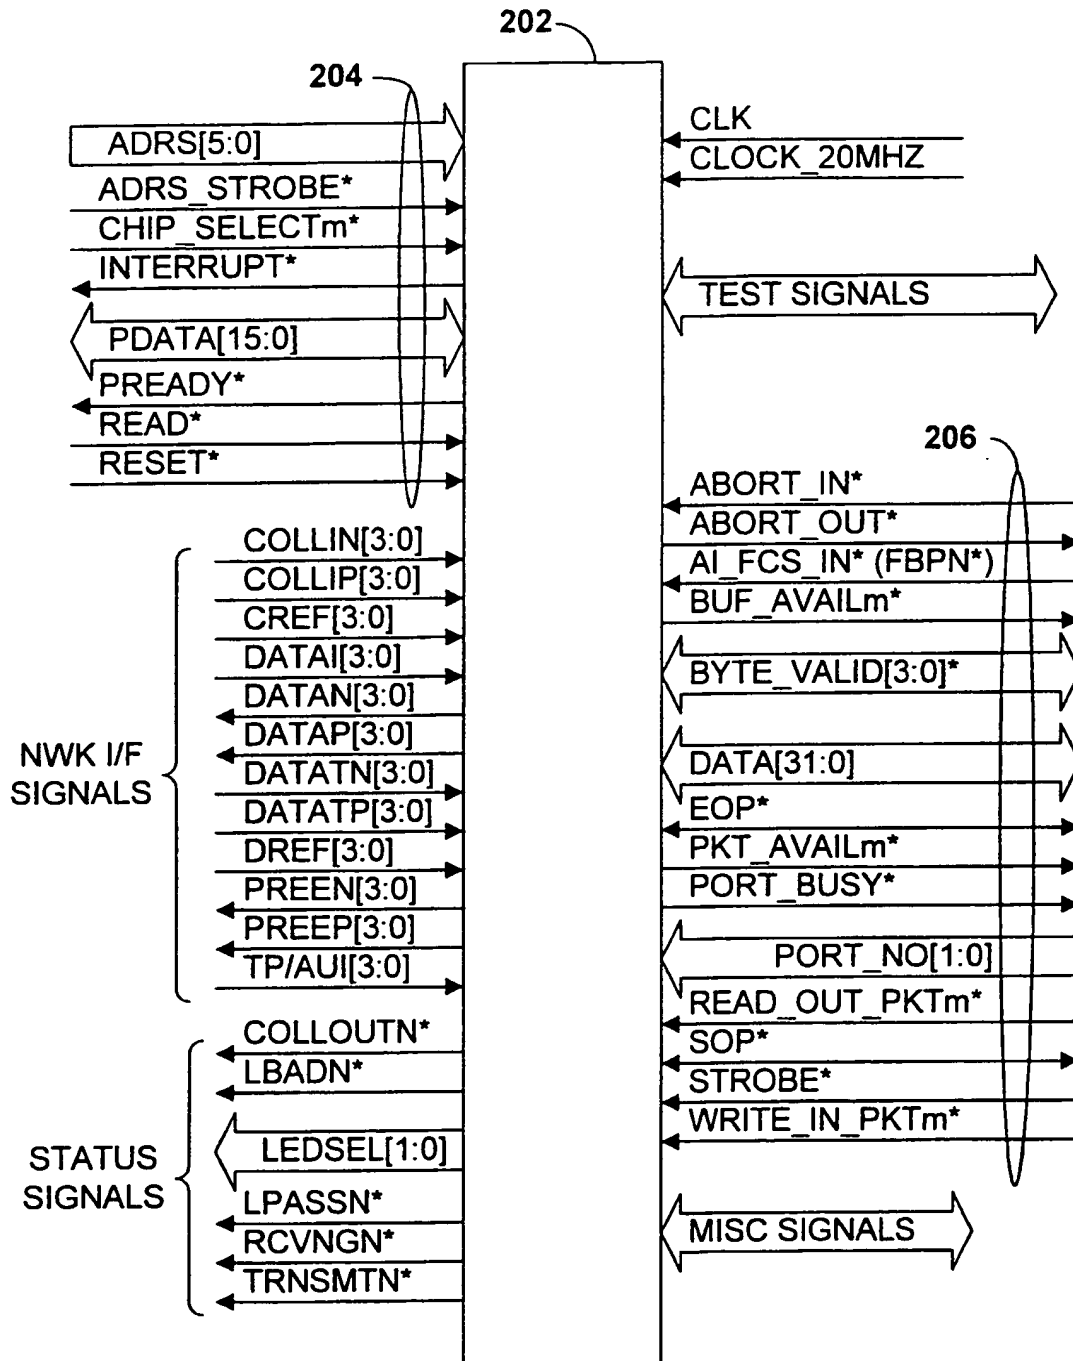 202
204
ADRS[5:0]
ADRS_STROBE*
CHIP_SELECTm*
INTERRUPT*
PDATA[15:0]
PREADY*
READ*
RESET*
COLLIN[3:0]
COLLIP[3:0]
CREF[3:0]
DATAI[3:0]
DATAN[3:0]
DATAP[3:0]
DATATN[3:0]
DATATP[3:0]
DREF[3:0]
PREEN[3:0]
PREEP[3:0]
TP/AUI[3:0]
NWK I/F
SIGNALS
COLLOUTN*
LBADN*
LEDSEL[1:0]
LPASSN*
RCVNGN*
TRNSMTN*
STATUS
SIGNALS
CLK
CLOCK_20MHZ
TEST SIGNALS
206
ABORT_IN*
ABORT_OUT*
AI_FCS_IN* (FBPN*)
BUF_AVAILm*
BYTE_VALID[3:0]*
DATA[31:0]
EOP*
PKT_AVAILm*
PORT_BUSY*
PORT_NO[1:0]
READ_OUT_PKTm*
SOP*
STROBE*
WRITE_IN_PKTm*
MISC SIGNALS